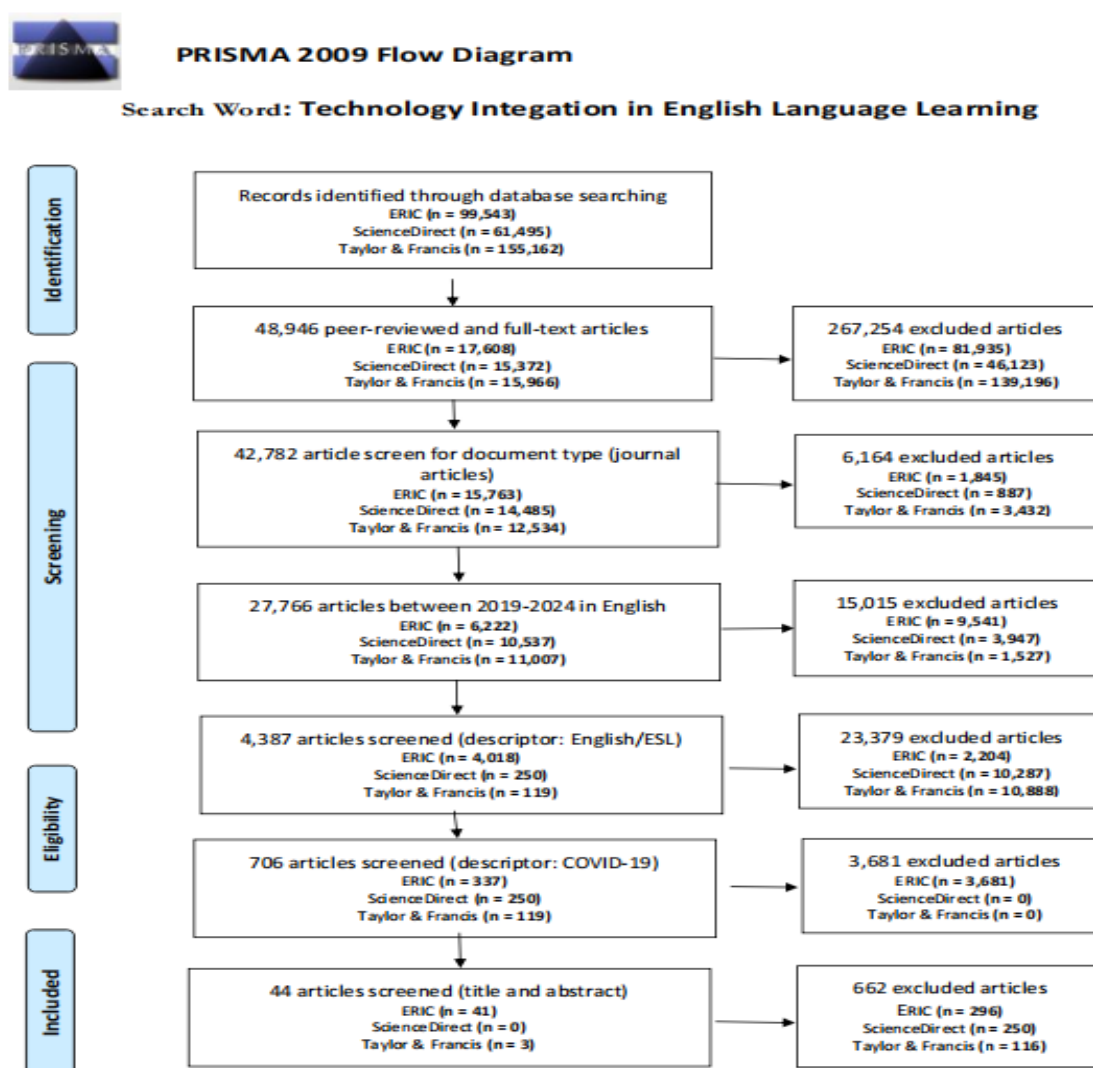 PRISMA
PRISMA 2009 Flow Diagram
Search Word: Technology Integation in English Language Learning
Identification
Records identified through database searching
ERIC (n = 99,543)
ScienceDirect (n = 61,495)
Taylor & Francis (n = 155,162)
48,946 peer-reviewed and full-text articles
ERIC (n = 17,608)
ScienceDirect (n = 15,372)
Taylor & Francis (n = 15,966)
267,254 excluded articles
ERIC (n = 81,935)
ScienceDirect (n = 46,123)
Taylor & Francis (n = 139,196)
Screening
42,782 article screen for document type (journal
articles)
ERIC (n = 15,763)
ScienceDirect (n = 14,485)
Taylor & Francis (n = 12,534)
6,164 excluded articles
ERIC (n = 1,845)
ScienceDirect (n = 887)
Taylor & Francis (n = 3,432)
27,766 articles between 2019-2024 in English
ERIC (n = 6,222)
ScienceDirect (n = 10,537)
Taylor & Francis (n = 11,007)
15,015 excluded articles
ERIC (n = 9,541)
ScienceDirect (n = 3,947)
Taylor & Francis (n = 1,527)
4,387 articles screened (descriptor: English/ESL)
ERIC (n = 4,018)
ScienceDirect (n = 250)
Taylor & Francis (n = 119)
23,379 excluded articles
ERIC (n = 2,204)
ScienceDirect (n = 10,287)
Taylor & Francis (n = 10,888)
Eligibility
706 articles screened (descriptor: COVID-19)
ERIC (n = 337)
ScienceDirect (n = 250)
Taylor & Francis (n = 119)
3,681 excluded articles
ERIC (n = 3,681)
ScienceDirect (n = 0)
Taylor & Francis (n = 0)
Included
44 articles screened (title and abstract)
ERIC (n = 41)
ScienceDirect (n = 0)
Taylor & Francis (n = 3)
662 excluded articles
ERIC (n = 296)
ScienceDirect (n = 250)
Taylor & Francis (n = 116)